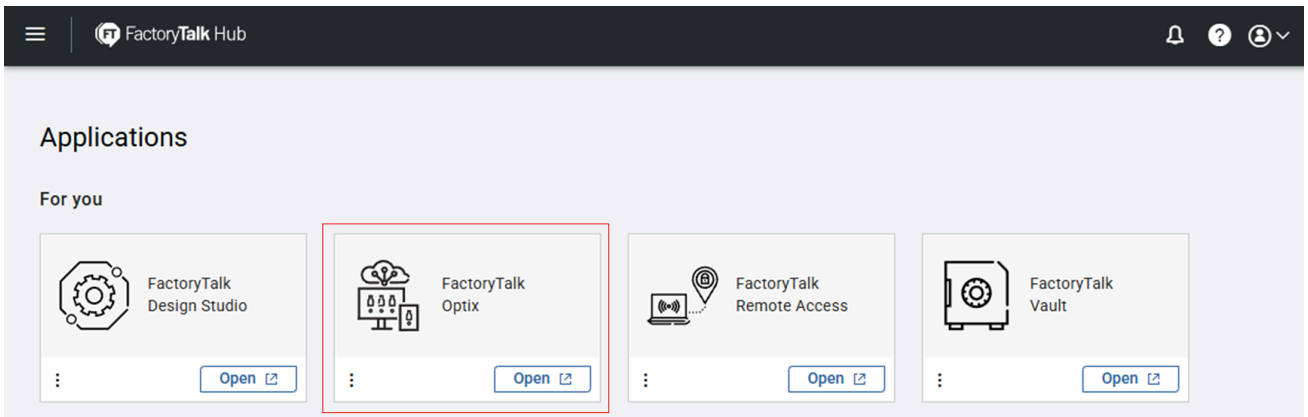 FactoryTalk Hub
Applications
For you
FactoryTalk
Design Studio
Open
FactoryTalk
Optix
Open
FactoryTalk
Remote Access
Open
FactoryTalk
Vault
Open